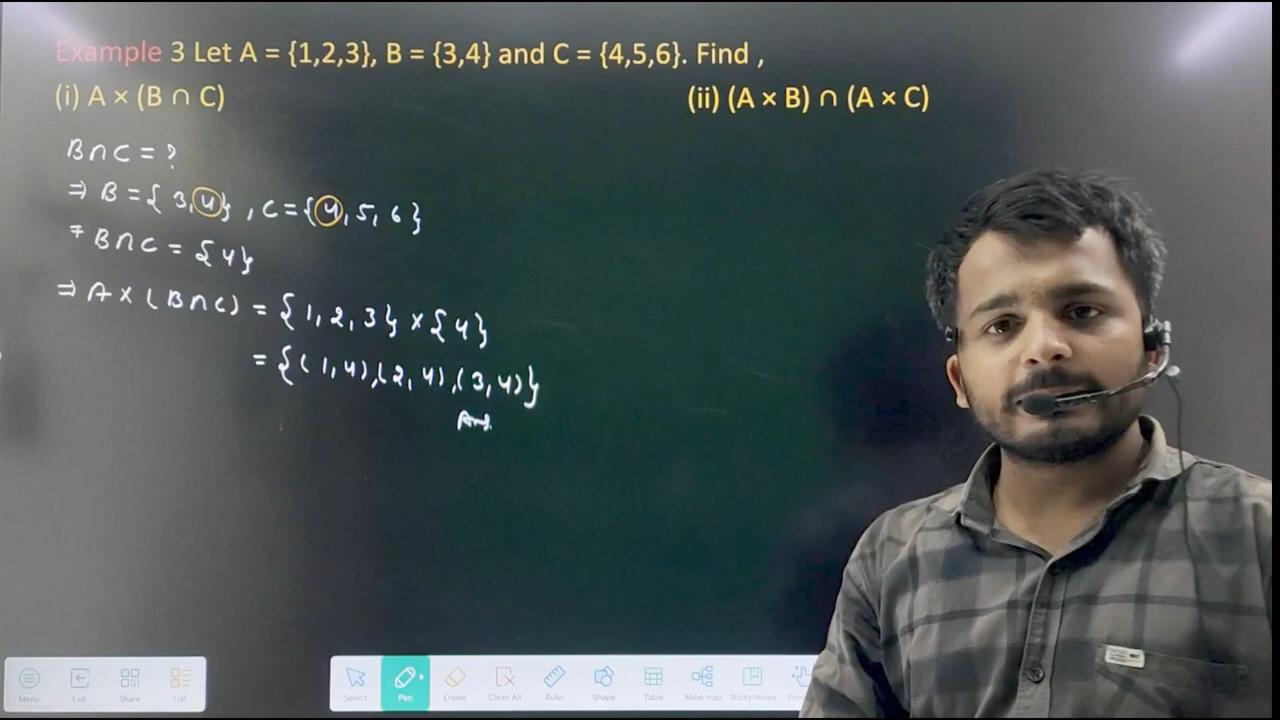 Example 3 Let A = {1,2,3}, B = {3,4} and C = {4,5,6}. Find ,
(i) A × (B ∩ C)
(ii) (A × B) ∩ (A × C)
B∩C = ?
⇒ B = { 3,4} , C = {4, 5, 6}
= B∩C = {4}
⇒ A × (B∩C) = {1, 2, 3} × {4}
= {(1,4),(2,4),(3,4)}
Ans.
Menu
Exit
Share
List
Select
Pen
Eraser
Clean All
Ruler
Shape
Table
Mind map
Sticky-Notes